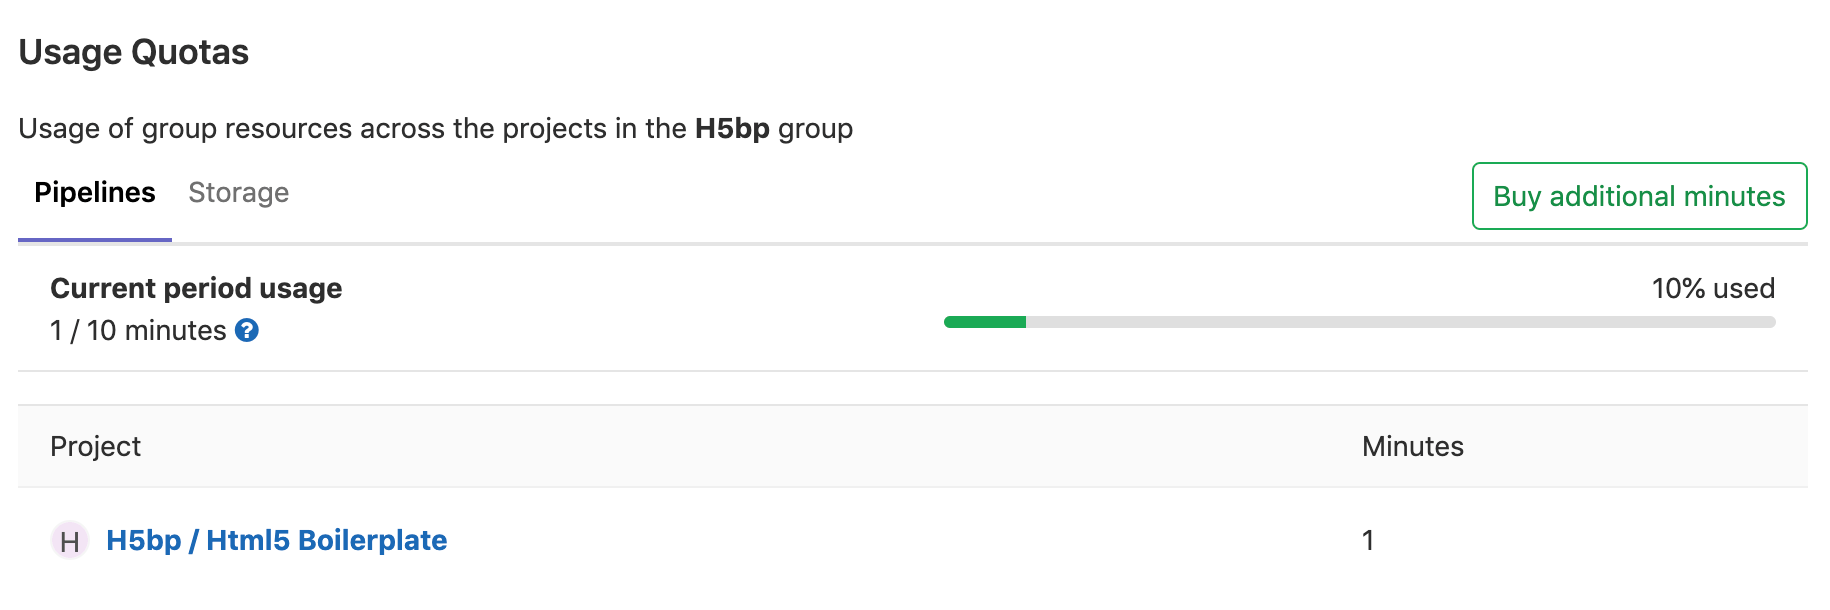 Usage Quotas
Usage of group resources across the projects in the H5bp group
Pipelines Storage
Buy additional minutes
Current period usage
10% used
1 / 10 minutes ?
Project Minutes
H H5bp / Html5 Boilerplate 1